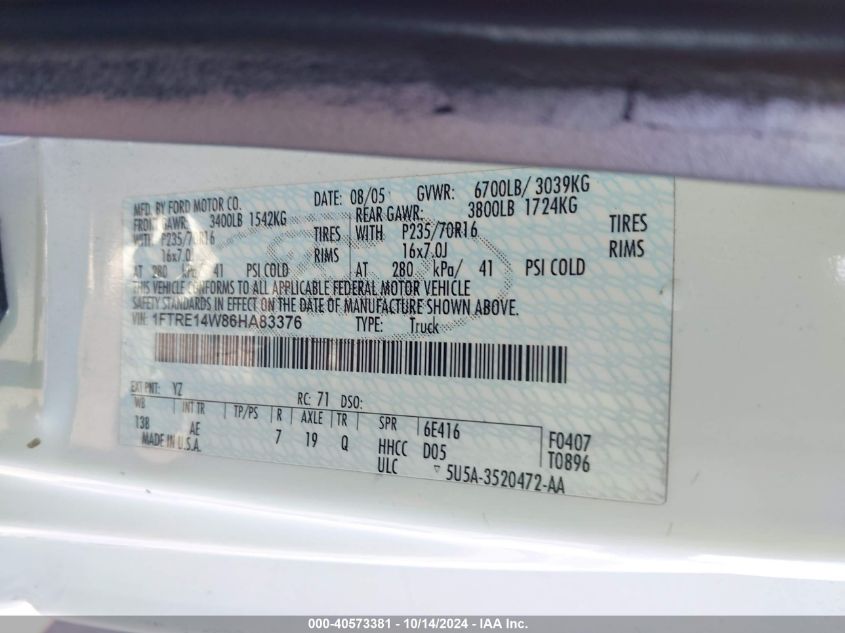 MFD. BY FORD MOTOR CO. DATE: 08/05 GVWR: 6700LB/ 3039KG
FRONT GAWR: 3400LB 1542KG REAR GAWR: 3800LB 1724KG
WITH P235/70R16 TIRES WITH P235/70R16 TIRES
16x7.0J RIMS 16x7.0J RIMS
AT 280 kPa/ 41 PSI COLD AT 280 kPa/ 41 PSI COLD
THIS VEHICLE CONFORMS TO ALL APPLICABLE FEDERAL MOTOR VEHICLE
SAFETY STANDARDS IN EFFECT ON THE DATE OF MANUFACTURE SHOWN ABOVE.
VIN: 1FTRE14W86HA83376 TYPE: Truck
EXT PNT: YZ RC: 71 DSO:
WB INT TR TP/PS R AXLE TR SPR 6E416 F0407
138 AE 7 19 Q HHCC D05 T0896
MADE IN U.S.A. ULC 5U5A-3520472-AA
000-40573381 - 10/14/2024 - IAA Inc.